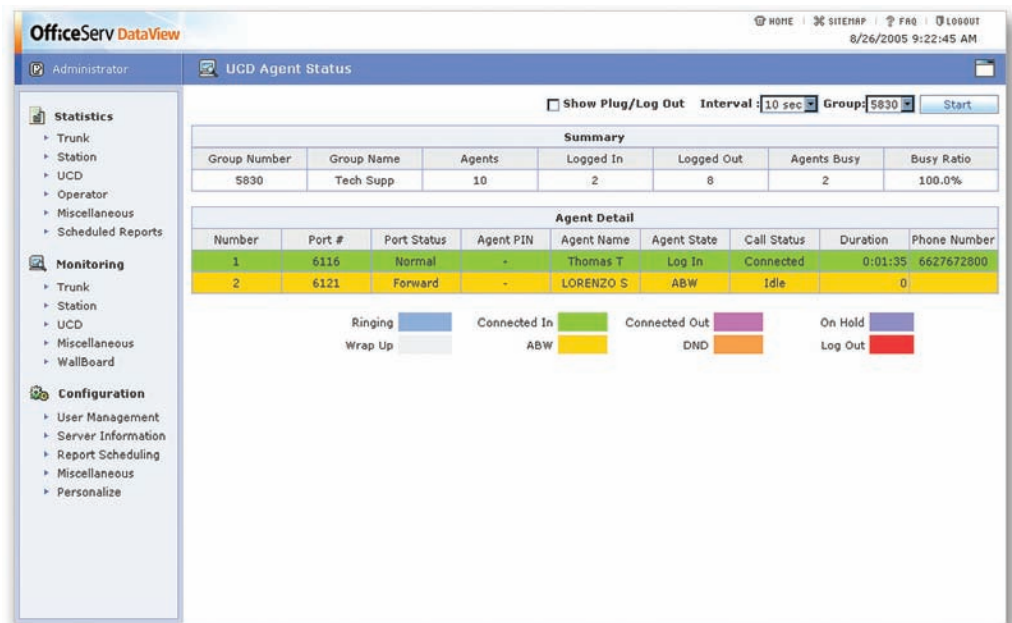 OfficeServ DataView
HOME | SITEMAP | FAQ | LOGOUT
8/26/2005 9:22:45 AM
Administrator
UCD Agent Status
Statistics
Trunk
Station
UCD
Operator
Miscellaneous
Scheduled Reports
Monitoring
Trunk
Station
UCD
Miscellaneous
WallBoard
Configuration
User Management
Server Information
Report Scheduling
Miscellaneous
Personalize
Show Plug/Log Out Interval : 10 sec Group: 5830 Start
Summary
Group Number Group Name Agents Logged In Logged Out Agents Busy Busy Ratio
5830 Tech Supp 10 2 8 2 100.0%
Agent Detail
Number Port # Port Status Agent PIN Agent Name Agent State Call Status Duration Phone Number
1 6116 Normal - Thomas T Log In Connected 0:01:35 6627672800
2 6121 Forward - LORENZO S ABW Idle 0
Ringing Connected In Connected Out On Hold
Wrap Up ABW DND Log Out